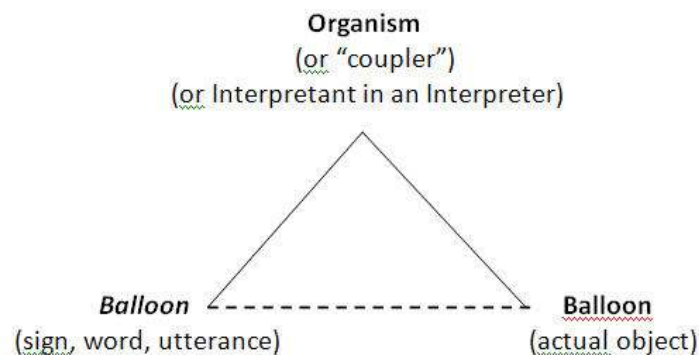 Organism
(or “coupler”)
(or Interpretant in an Interpreter)
Balloon
Balloon
(sign, word, utterance)
(actual object)